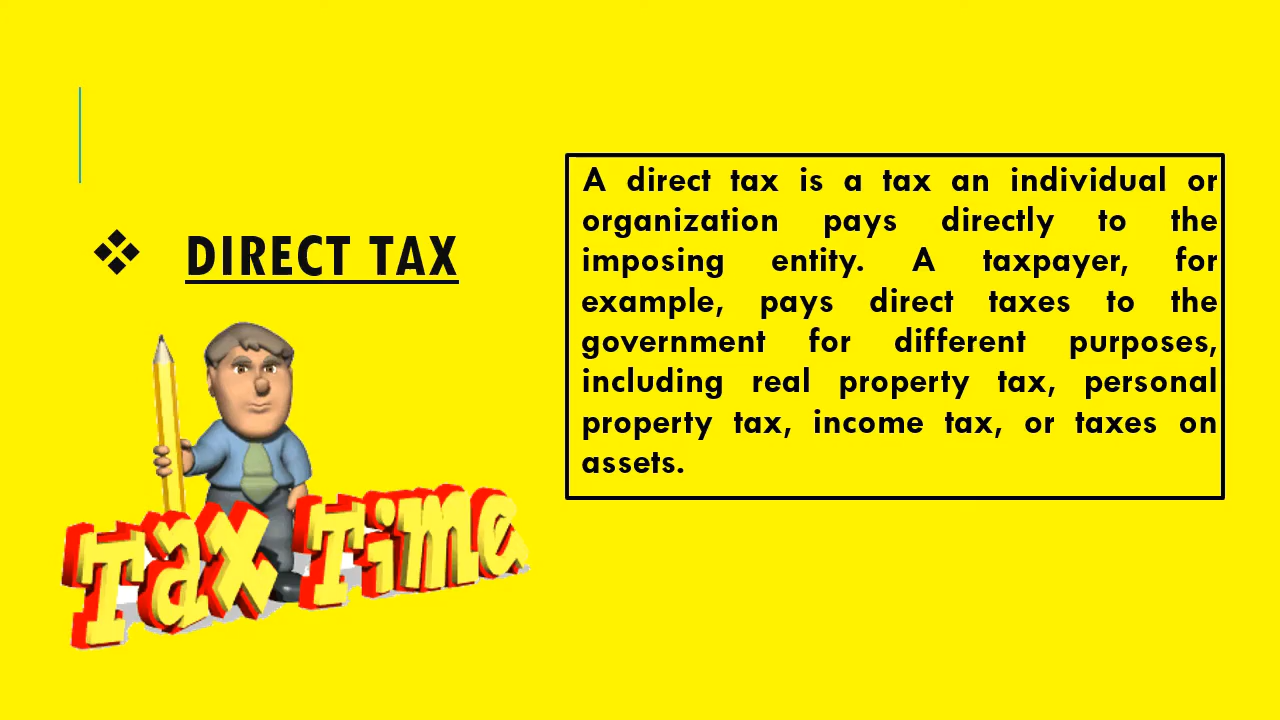 ❖ DIRECT TAX
Tax Time
A direct tax is a tax an individual or
organization pays directly to the
imposing entity. A taxpayer, for
example, pays direct taxes to the
government for different purposes,
including real property tax, personal
property tax, income tax, or taxes on
assets.